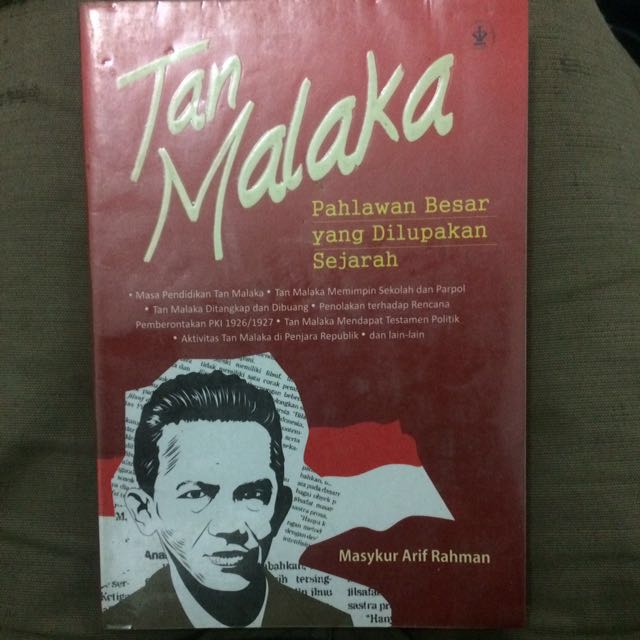 Tan
Malaka
Pahlawan Besar
yang Dilupakan
Sejarah
• Masa Pendidikan Tan Malaka • Tan Malaka Memimpin Sekolah dan Parpol
• Tan Malaka Ditangkap dan Dibuang • Penolakan terhadap Rencana
Pemberontakan PKI 1926/1927 • Tan Malaka Mendapat Testamen Politik
• Aktivitas Tan Malaka di Penjara Republik • dan lain-lain
Masykur Arif Rahman